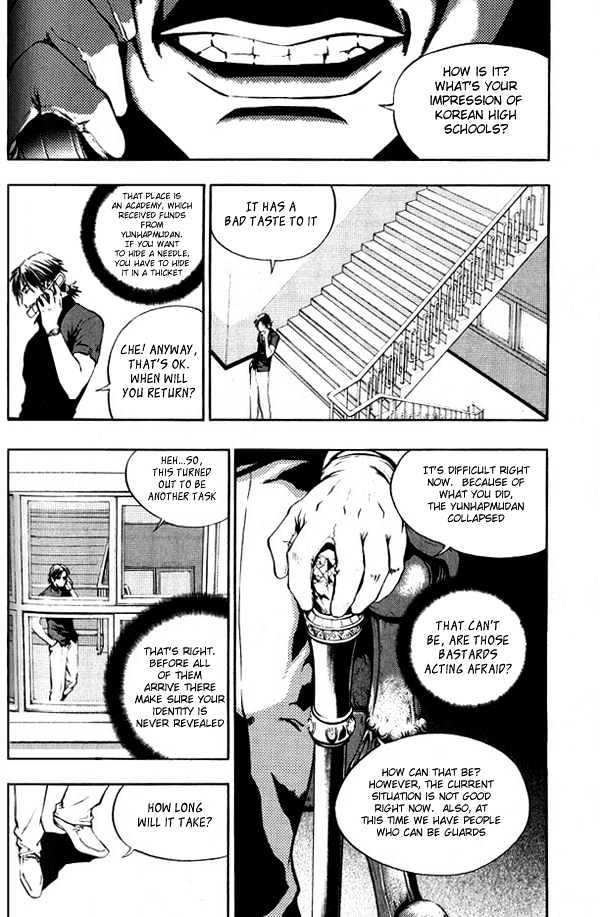 HOW IS IT?
WHAT'S YOUR
IMPRESSION OF
KOREAN HIGH
SCHOOLS?
IT HAS A
BAD TASTE TO IT
THAT PLACE IS
AN ACADEMY, WHICH
RECEIVED FUNDS
FROM
YUNHAPMUDAN.
IF YOU WANT
TO HIDE A NEEDLE,
YOU HAVE TO HIDE
IT IN A THICKET
CHE! ANYWAY,
THAT'S OK.
WHEN WILL
YOU RETURN?
IT'S DIFFICULT RIGHT
NOW. BECAUSE OF
WHAT YOU DID,
THE YUNHAPMUDAN
COLLAPSED
THAT CAN'T
BE, ARE THOSE
BASTARDS
ACTING AFRAID?
HOW CAN THAT BE?
HOWEVER, THE CURRENT
SITUATION IS NOT GOOD
RIGHT NOW. ALSO, AT
THIS TIME WE HAVE PEOPLE
WHO CAN BE GUARDS
HEH...SO,
THIS TURNED
OUT TO BE
ANOTHER TASK
THAT'S RIGHT.
BEFORE ALL
OF THEM
ARRIVE THERE
MAKE SURE YOUR
IDENTITY IS
NEVER REVEALED
HOW LONG
WILL IT TAKE?